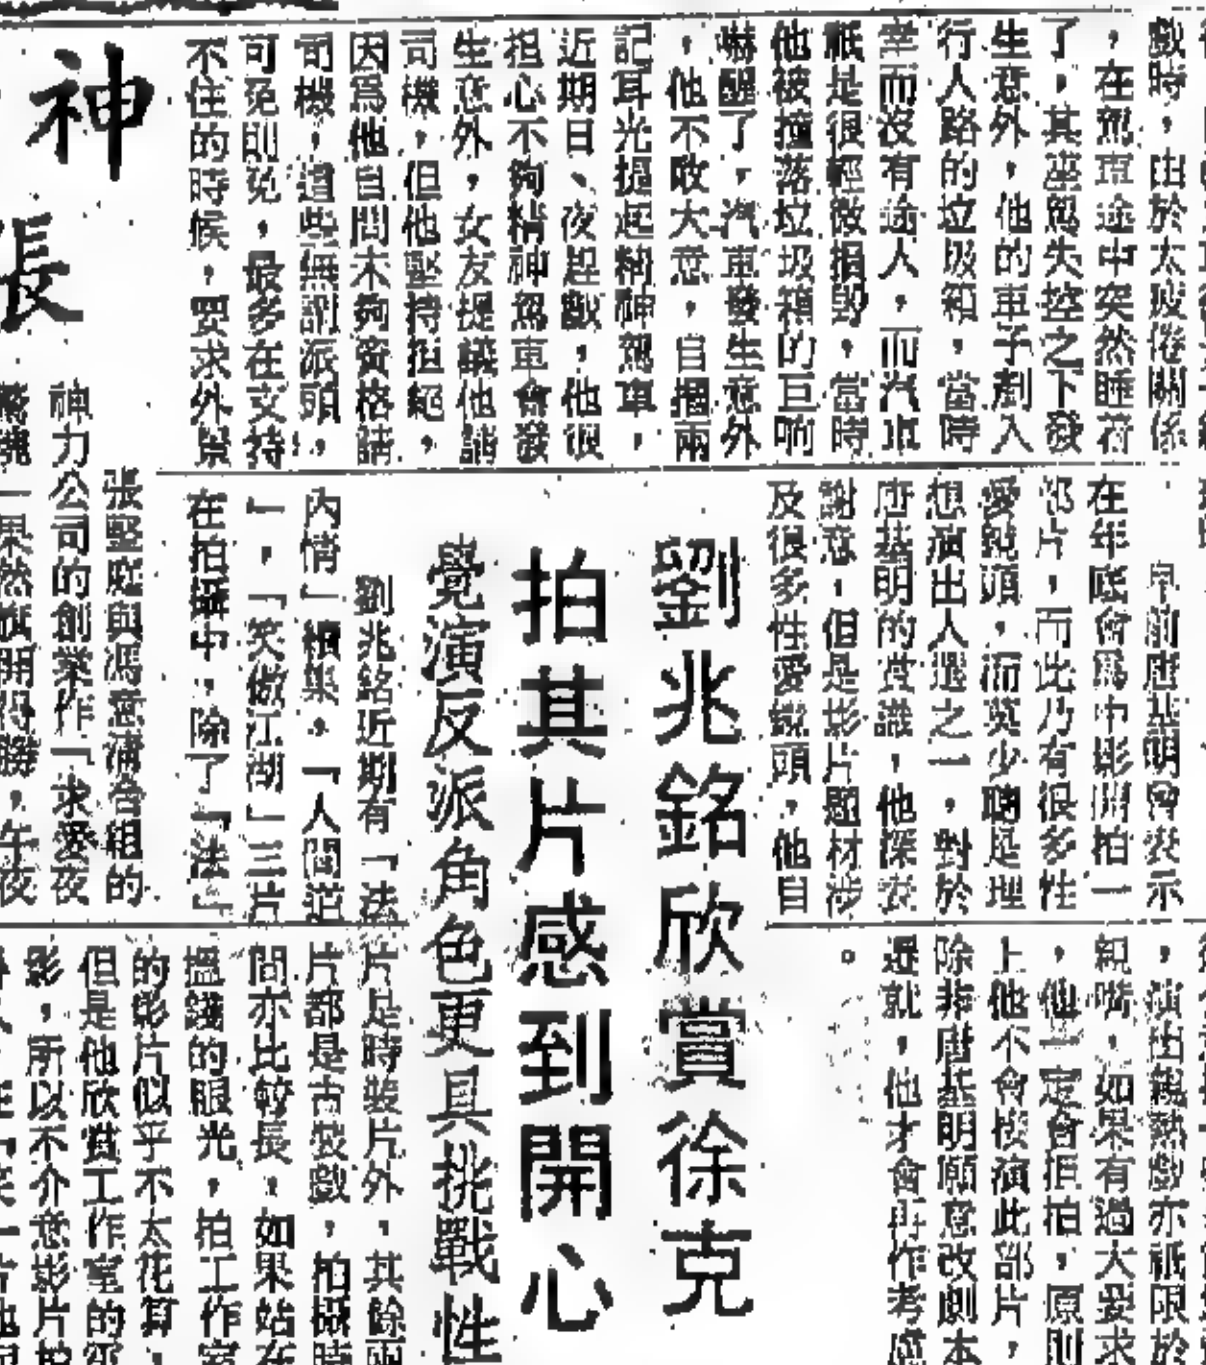 戲時，由於太疲倦關係
，在駕車途中突然睡着
了，其座駕失控之下發
生意外，他的車子剷入
行人路的垃圾箱，當時
幸而沒有途人，而汽車
祇是很輕微損毀，當時
他被撞落垃圾箱的巨响
嚇醒了，汽車發生意外
，他不敢大意，自摑兩
記耳光提起精神駕車，
近期日、夜趕戲，他很
担心不夠精神駕車會發
生意外，女友提議他請
司機，但他堅持拒絕，
因爲他自問未夠資格請
司機，這些無謂派頭，
可免則免，最多在支持
不住的時候，要求外景
神
張
早前唐基明曾表示
在年底會爲中影開拍一
部片，而此乃有很多性
愛鏡頭，而莫少聰是理
想演出人選之一，對於
唐基明的賞識，他深表
謝意，但是影片題材涉
及很多性愛鏡頭，他自
，演出親熱戲亦祇限於
親嘴，如果有過大要求
，他一定會拒拍，原則
上他不會接演此部片，
除非唐基明願意改劇本
遷就，他才會再作考慮
。
劉兆銘欣賞徐克
拍其片感到開心
覺演反派角色更具挑戰性
劉兆銘近期有「法
內情」續集，「人間道
」，「笑傲江湖」三片
在拍攝中，除了「法」
片是時裝片外，其餘兩
片都是古裝戲，拍攝時
間亦比較長，如果站在
搵錢的眼光，拍工作室
的影片似乎不太花算，
但是他欣賞工作室的電
影，所以不介意影片拍
張堅庭與馮意清合組的
神力公司的創業作「求愛夜
驚魂」果然旗開得勝，午夜